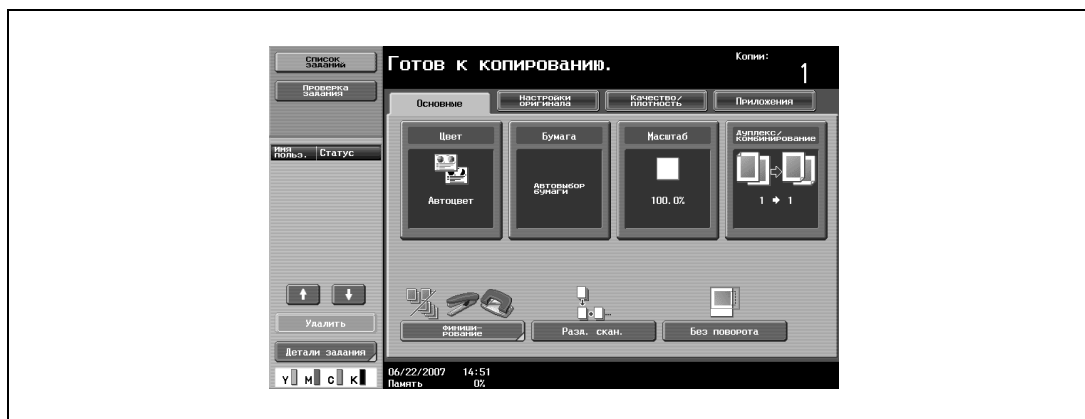 Список
заданий
Проверка
задания
Имя
польз.
Статус
Удалить
Детали задания
Y M C K
Готов к копированию.
Копии:
1
Основные
Настройки
оригинала
Качество/
плотность
Приложения
Цвет
Автоцвет
Бумага
Автовыбор
бумаги
Масштаб
100.0%
Дуплекс/
комбинирование
1 → 1
Финиши-
рование
Разд. скан.
Без поворота
06/22/2007 14:51
Память 0%